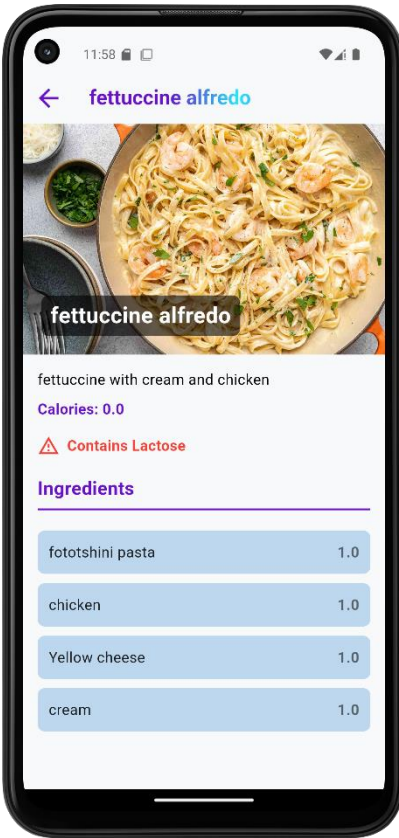 11:58
fettuccine alfredo
fettuccine alfredo
fettuccine with cream and chicken
Calories: 0.0
Contains Lactose
Ingredients
fototshini pasta 1.0
chicken 1.0
Yellow cheese 1.0
cream 1.0